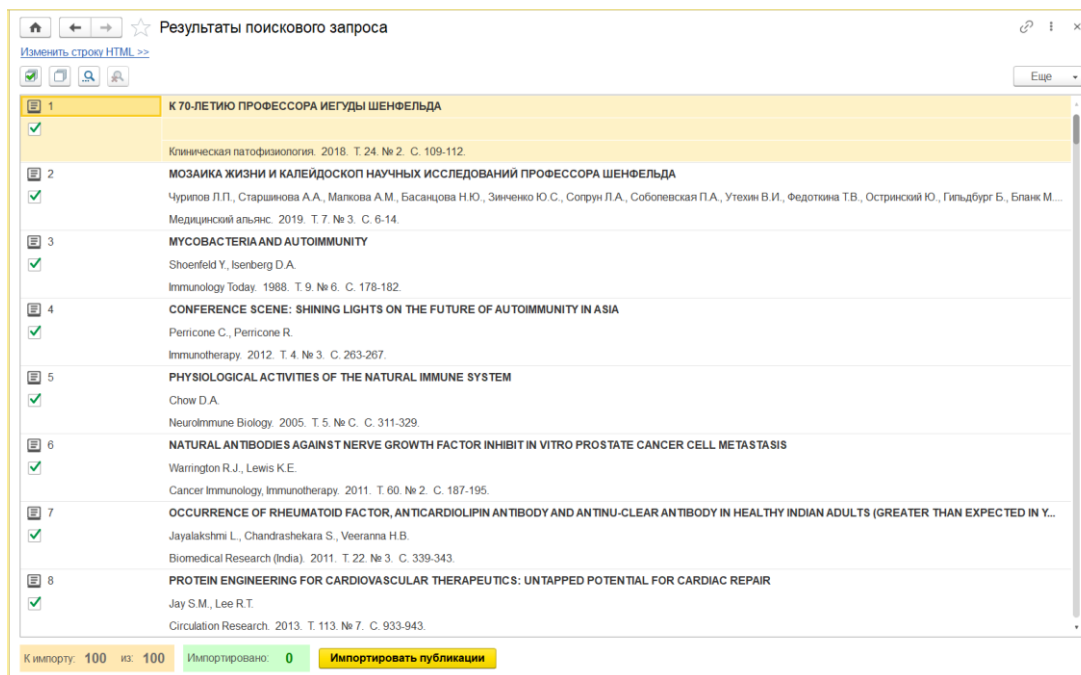 Результаты поискового запроса
Изменить строку HTML >>
Еще
1 К 70-ЛЕТИЮ ПРОФЕССОРА ИЕГУДЫ ШЕНФЕЛЬДА
Клиническая патофизиология. 2018. Т. 24. № 2. С. 109-112.
2 МОЗАИКА ЖИЗНИ И КАЛЕЙДОСКОП НАУЧНЫХ ИССЛЕДОВАНИЙ ПРОФЕССОРА ШЕНФЕЛЬДА
Чурипов Л.П., Старшинова А.А., Малкова А.М., Басанцова Н.Ю., Зинченко Ю.С., Сопрун Л.А., Соболевская П.А., Утехин В.И., Федоткина Т.В., Остринский Ю., Гильдбург Б., Бланк М....
Медицинский альянс. 2019. Т. 7. № 3. С. 6-14.
3 MYCOBACTERIA AND AUTOIMMUNITY
Shoenfeld Y., Isenberg D.A.
Immunology Today. 1988. Т. 9. № 6. С. 178-182.
4 CONFERENCE SCENE: SHINING LIGHTS ON THE FUTURE OF AUTOIMMUNITY IN ASIA
Perricone C., Perricone R.
Immunotherapy. 2012. Т. 4. № 3. С. 263-267.
5 PHYSIOLOGICAL ACTIVITIES OF THE NATURAL IMMUNE SYSTEM
Chow D.A.
NeuroImmune Biology. 2005. Т. 5. № C. С. 311-329.
6 NATURAL ANTIBODIES AGAINST NERVE GROWTH FACTOR INHIBIT IN VITRO PROSTATE CANCER CELL METASTASIS
Warrington R.J., Lewis K.E.
Cancer Immunology, Immunotherapy. 2011. Т. 60. № 2. С. 187-195.
7 OCCURRENCE OF RHEUMATOID FACTOR, ANTICARDIOLIPIN ANTIBODY AND ANTINU-CLEAR ANTIBODY IN HEALTHY INDIAN ADULTS (GREATER THAN EXPECTED IN Y...
Jayalakshmi L., Chandrashekara S., Veeranna H.B.
Biomedical Research (India). 2011. Т. 22. № 3. С. 339-343.
8 PROTEIN ENGINEERING FOR CARDIOVASCULAR THERAPEUTICS: UNTAPPED POTENTIAL FOR CARDIAC REPAIR
Jay S.M., Lee R.T.
Circulation Research. 2013. Т. 113. № 7. С. 933-943.
К импорту: 100 из: 100 Импортировано: 0 Импортировать публикации